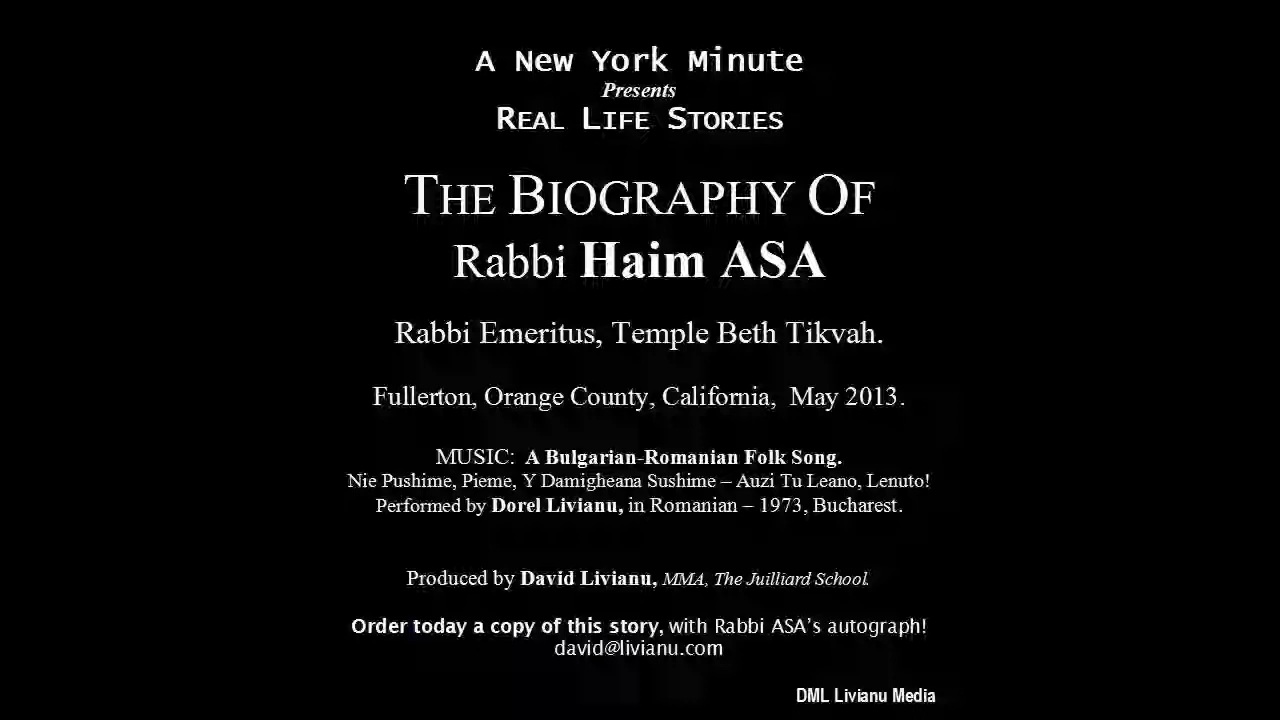 A New York Minute
Presents
REAL LIFE STORIES
THE BIOGRAPHY OF
Rabbi Haim ASA
Rabbi Emeritus, Temple Beth Tikvah.
Fullerton, Orange County, California,  May 2013.
MUSIC:  A Bulgarian-Romanian Folk Song.
Nie Pushime, Pieme, Y Damigheana Sushime – Auzi Tu Leano, Lenuto!
Performed by Dorel Livianu, in Romanian – 1973, Bucharest.
Produced by David Livianu, MMA, The Juilliard School.
Order today a copy of this story, with Rabbi ASA’s autograph!
david@livianu.com
DML Livianu Media